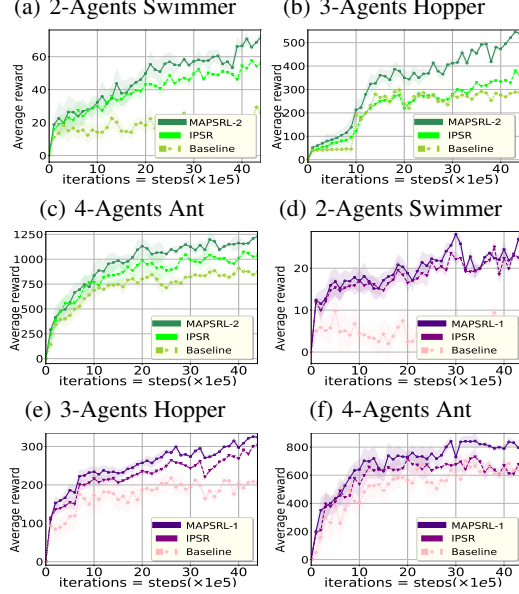 (a) 2-Agents Swimmer
(b) 3-Agents Hopper
Average reward
60
40
20
0
0 10 20 30 40
iterations = steps(×1e5)
MAPSRL-2
IPSR
Baseline
Average reward
500
400
300
200
100
0
0 10 20 30 40
iterations = steps(×1e5)
MAPSRL-2
IPSR
Baseline
(c) 4-Agents Ant
(d) 2-Agents Swimmer
Average reward
1250
1000
750
500
250
0
0 10 20 30 40
iterations = steps(×1e5)
MAPSRL-2
IPSR
Baseline
Average reward
20
10
0
0 10 20 30 40
iterations = steps(×1e5)
MAPSRL-1
IPSR
Baseline
(e) 3-Agents Hopper
(f) 4-Agents Ant
Average reward
300
200
100
0
0 10 20 30 40
iterations = steps(×1e5)
MAPSRL-1
IPSR
Baseline
Average reward
800
600
400
200
0
0 10 20 30 40
iterations = steps(×1e5)
MAPSRL-1
IPSR
Baseline